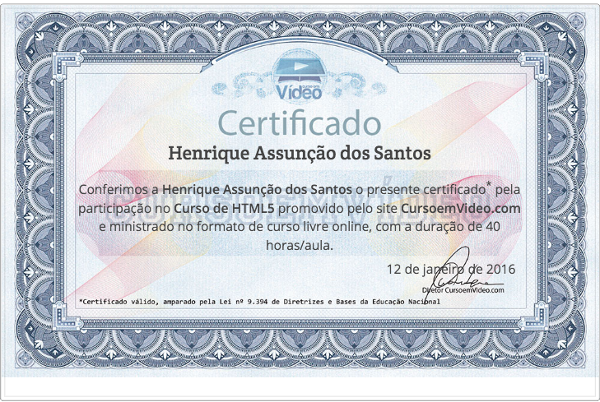 Vídeo
Certificado
Henrique Assunção dos Santos
Conferimos a Henrique Assunção dos Santos o presente certificado* pela
participação no Curso de HTML5 promovido pelo site CursoemVideo.com
e ministrado no formato de curso livre online, com a duração de 40
horas/aula.
12 de janeiro de 2016
Diretor CursoemVideo.com
*Certificado válido, amparado pela Lei nº 9.394 de Diretrizes e Bases da Educação Nacional